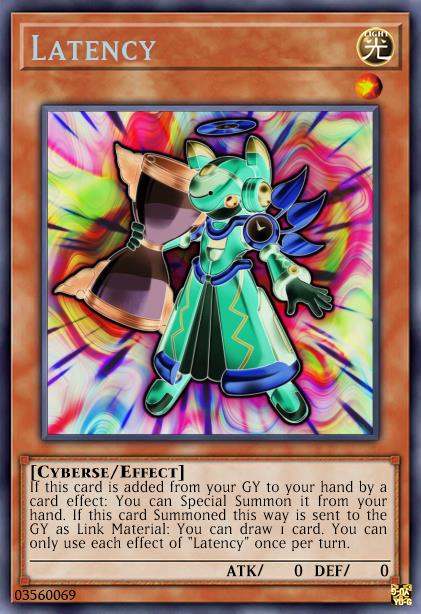 LATENCY
LIGHT
光
[CYBERSE/EFFECT]
If this card is added from your GY to your hand by a
card effect: You can Special Summon it from your
hand. If this card Summoned this way is sent to the
GY as Link Material: You can draw 1 card. You can
only use each effect of "Latency" once per turn.
ATK/ 0 DEF/ 0
03560069